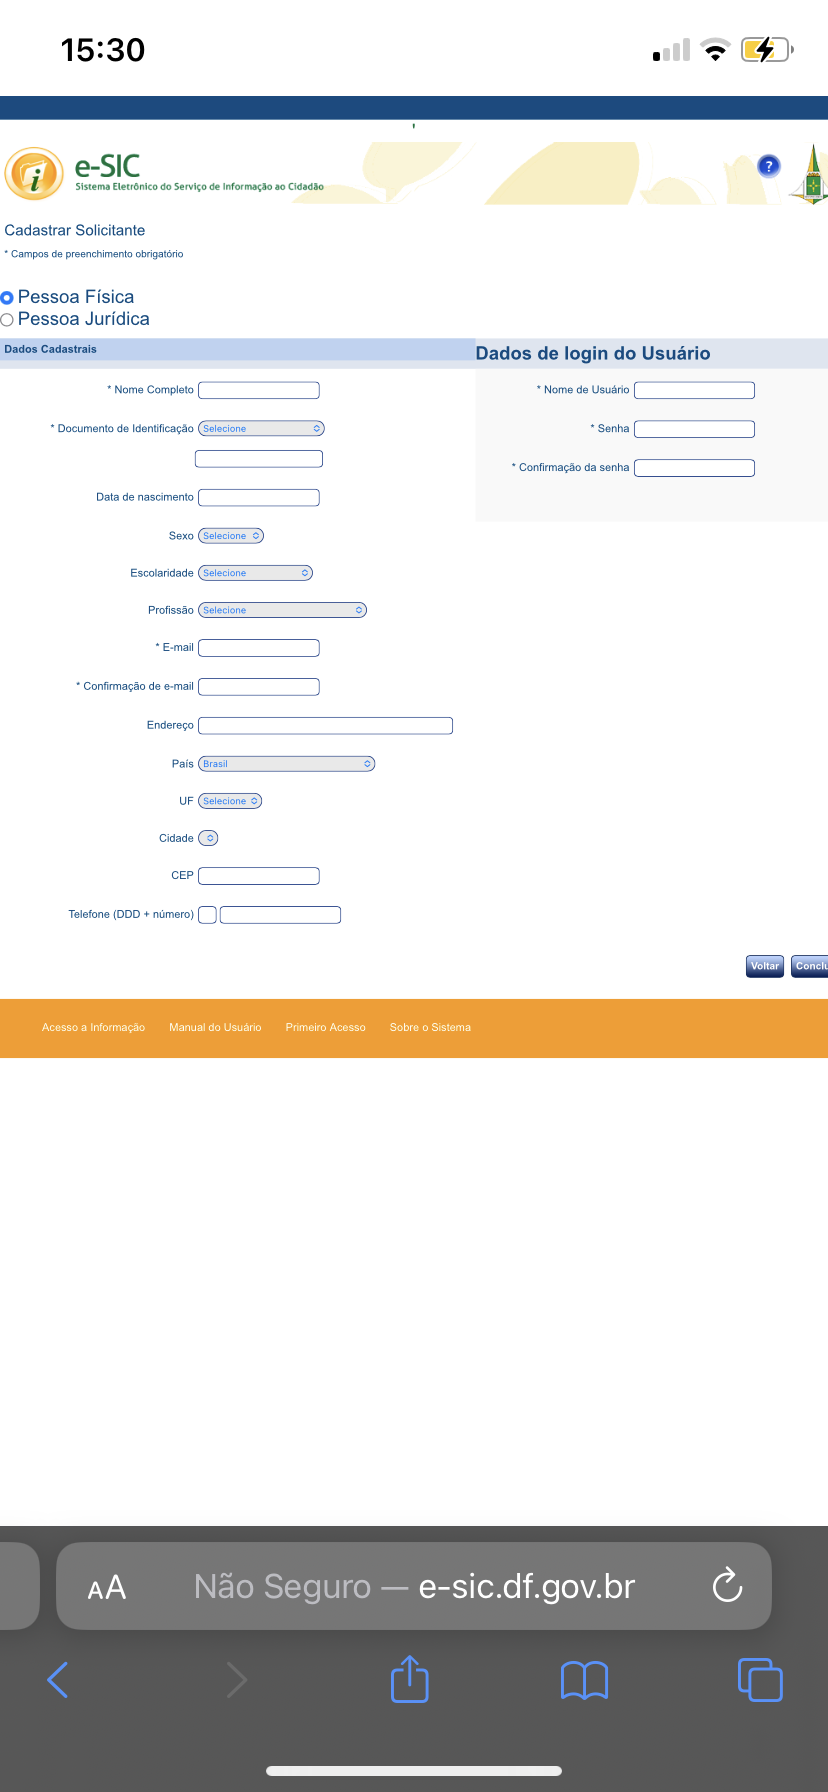 15:30
e-SIC
Sistema Eletrônico do Serviço de Informação ao Cidadão
?
Cadastrar Solicitante
* Campos de preenchimento obrigatório
Pessoa Física
Pessoa Jurídica
Dados Cadastrais
Dados de login do Usuário
* Nome Completo
* Nome de Usuário
* Documento de Identificação Selecione
* Senha
* Confirmação da senha
Data de nascimento
Sexo Selecione
Escolaridade Selecione
Profissão Selecione
* E-mail
* Confirmação de e-mail
Endereço
País Brasil
UF Selecione
Cidade
CEP
Telefone (DDD + número)
Voltar Conclu
Acesso a Informação Manual do Usuário Primeiro Acesso Sobre o Sistema
AA Não Seguro — e-sic.df.gov.br